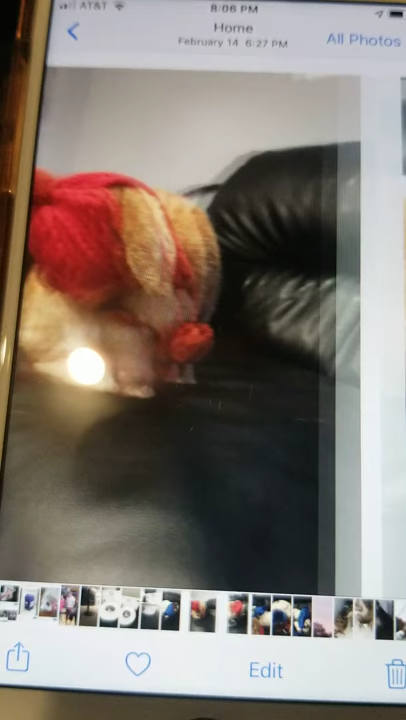 AT&T 8:06 PM
Home
February 14 6:27 PM
All Photos
Edit